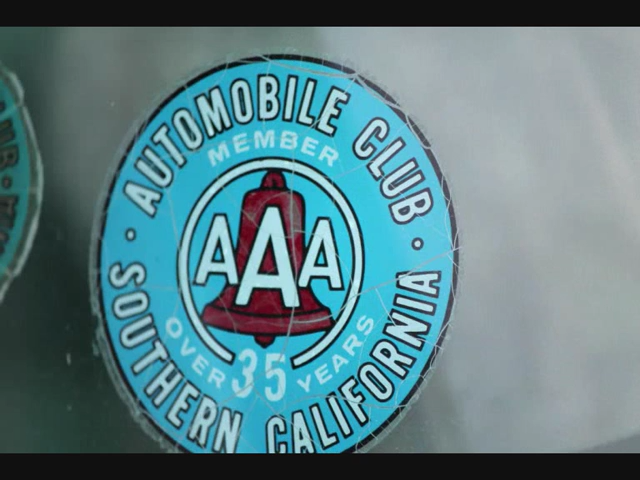 AUTOMOBILE CLUB
MEMBER
AAA
OVER 35 YEARS
SOUTHERN CALIFORNIA